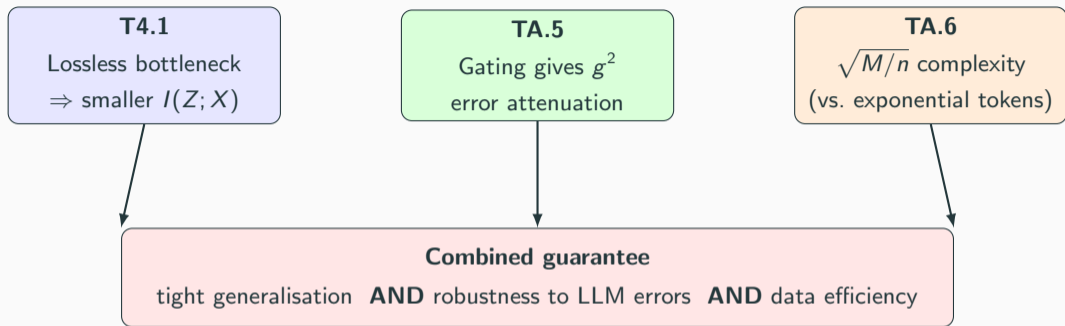 T4.1
Lossless bottleneck
⇒ smaller I(Z; X)
TA.5
Gating gives g²
error attenuation
TA.6
√M/n complexity
(vs. exponential tokens)
Combined guarantee
tight generalisation AND robustness to LLM errors AND data efficiency